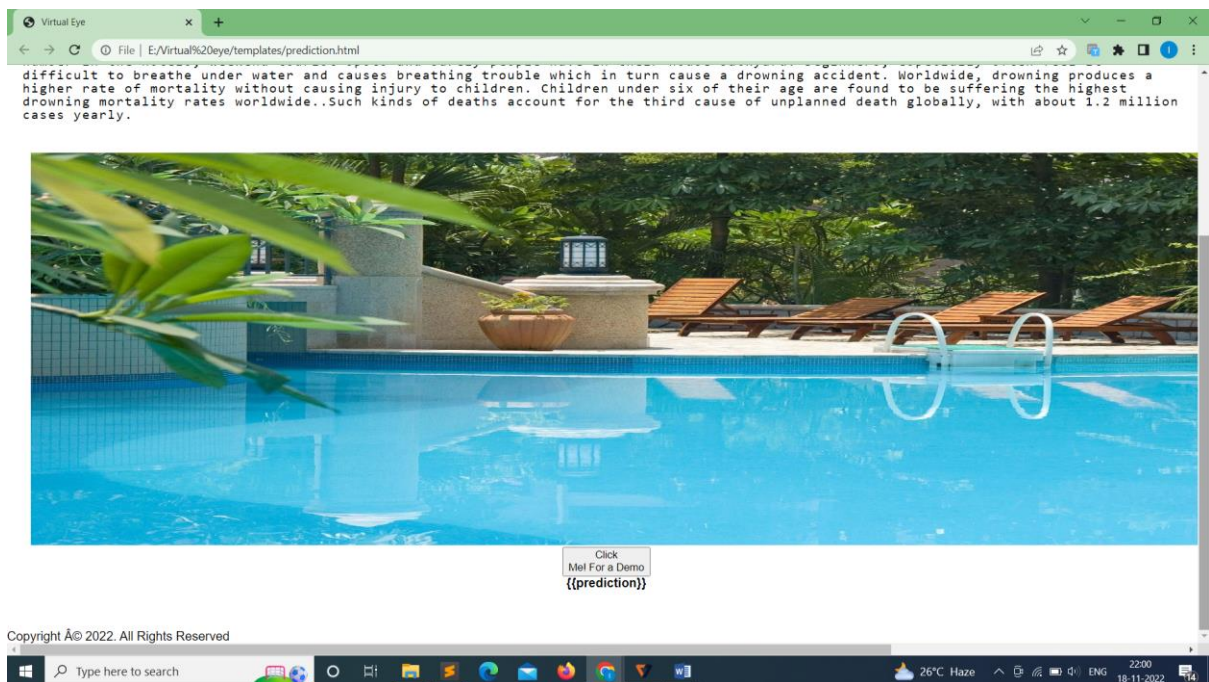 Virtual Eye
File | E:/Virtual%20eye/templates/prediction.html
difficult to breathe under water and causes breathing trouble which in turn cause a drowning accident. Worldwide, drowning produces a
higher rate of mortality without causing injury to children. Children under six of their age are found to be suffering the highest
drowning mortality rates worldwide..Such kinds of deaths account for the third cause of unplanned death globally, with about 1.2 million
cases yearly.
Click
Me! For a Demo
{{prediction}}
Copyright Â© 2022. All Rights Reserved
Type here to search
26°C Haze
ENG
22:00
18-11-2022